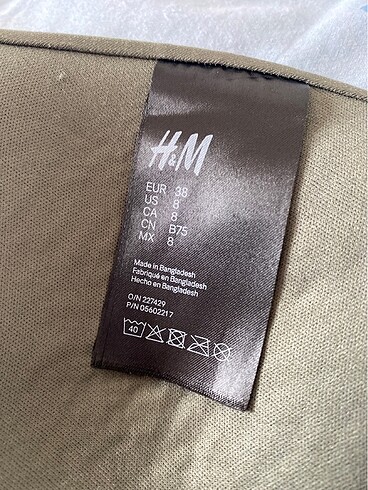 H&M
EUR 38
US 8
CA 8
CN B75
MX 8
Made in Bangladesh
Fabriqué en Bangladesh
Hecho en Bangladesh
O/N 227429
P/N 05602217
40